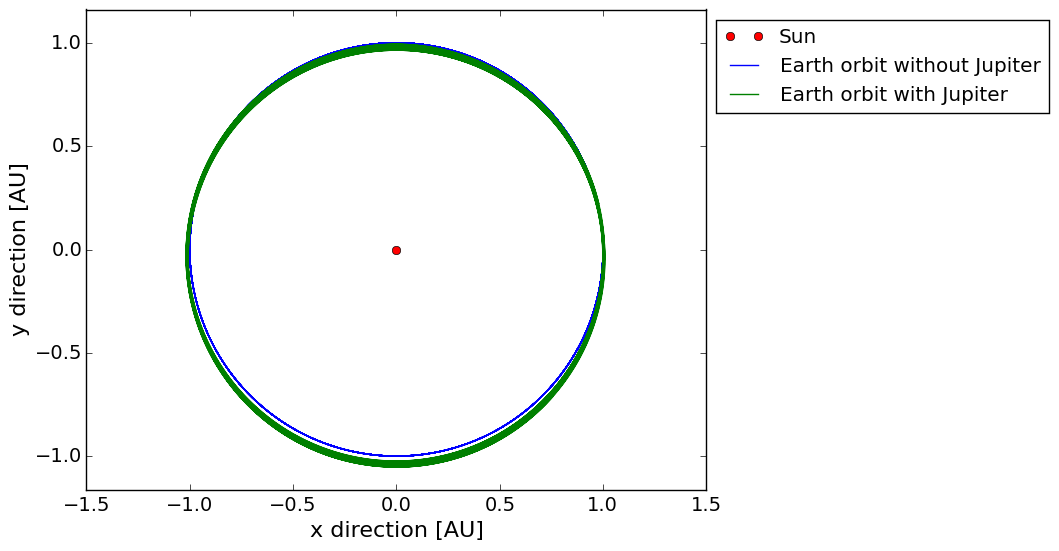 Sun
Earth orbit without Jupiter
Earth orbit with Jupiter
y direction [AU]
1.0
0.5
0.0
−0.5
−1.0
−1.5 −1.0 −0.5 0.0 0.5 1.0 1.5
x direction [AU]